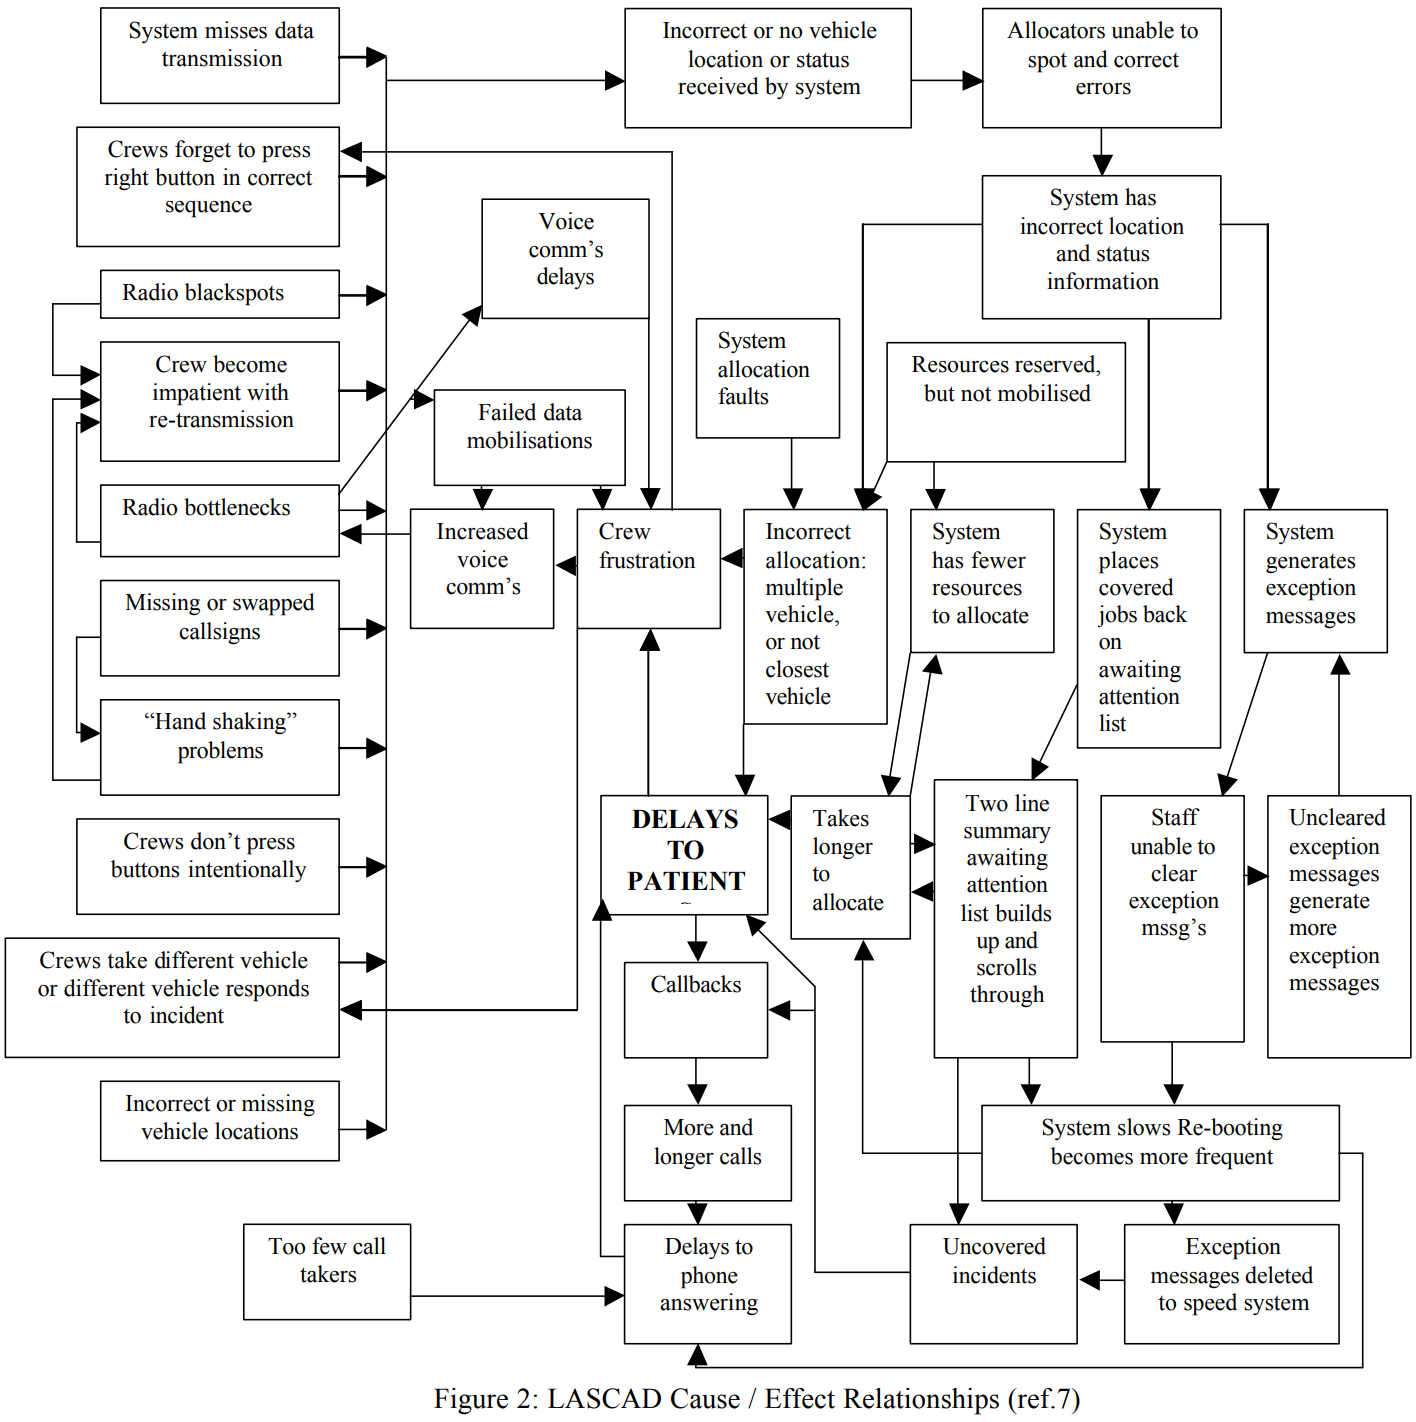 System misses data
transmission
Incorrect or no vehicle
location or status
received by system
Allocators unable to
spot and correct
errors
Crews forget to press
right button in correct
sequence
System has
incorrect location
and status
information
Voice
comm’s
delays
Radio blackspots
System
allocation
faults
Resources reserved,
but not mobilised
Crew become
impatient with
re-transmission
Failed data
mobilisations
Radio bottlenecks
Increased
voice
comm’s
Crew
frustration
Incorrect
allocation:
multiple
vehicle,
or not
closest
vehicle
System
has fewer
resources
to allocate
System
places
covered
jobs back
on
awaiting
attention
list
System
generates
exception
messages
Missing or swapped
callsigns
“Hand shaking”
problems
Crews don’t press
buttons intentionally
DELAYS
TO
PATIENT
Takes
longer
to
allocate
Two line
summary
awaiting
attention
list builds
up and
scrolls
through
Staff
unable to
clear
exception
mssg’s
Uncleared
exception
messages
generate
more
exception
messages
Crews take different vehicle
or different vehicle responds
to incident
Callbacks
Incorrect or missing
vehicle locations
More and
longer calls
System slows Re-booting
becomes more frequent
Too few call
takers
Delays to
phone
answering
Uncovered
incidents
Exception
messages deleted
to speed system
Figure 2: LASCAD Cause / Effect Relationships (ref.7)